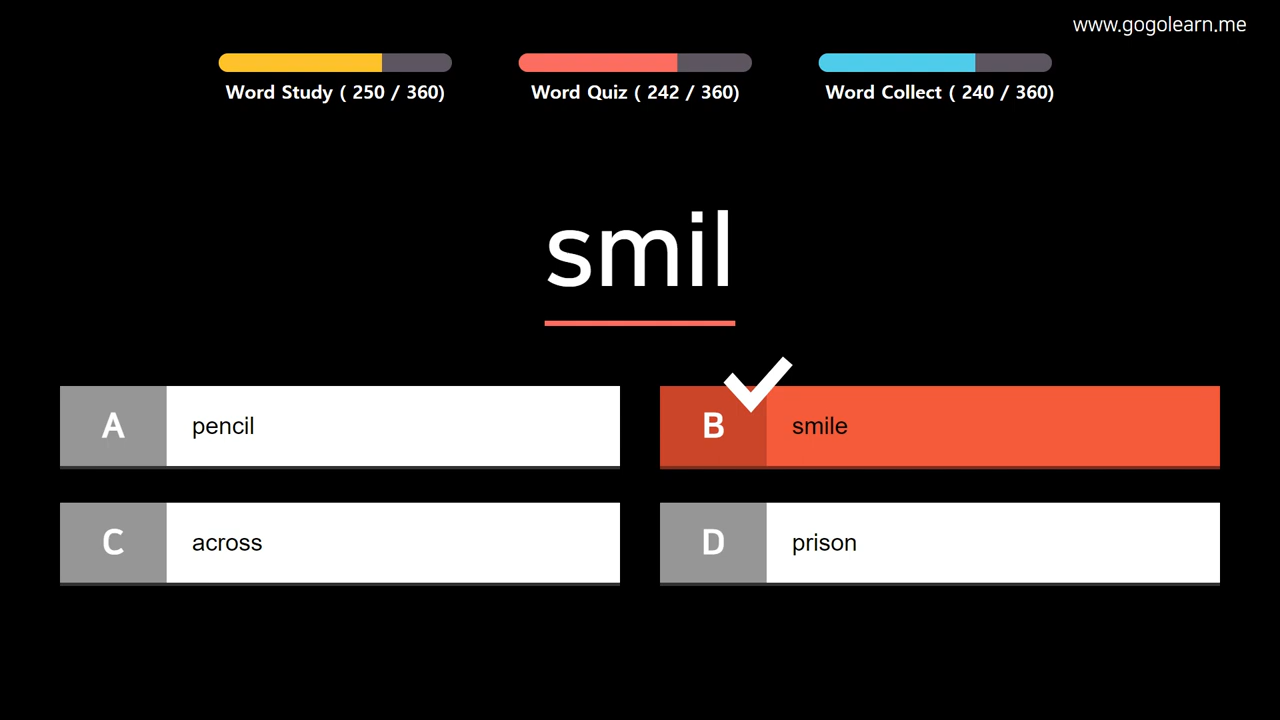 www.gogolearn.me
Word Study ( 250 / 360)
Word Quiz ( 242 / 360)
Word Collect ( 240 / 360)
smil
A
pencil
B
smile
C
across
D
prison